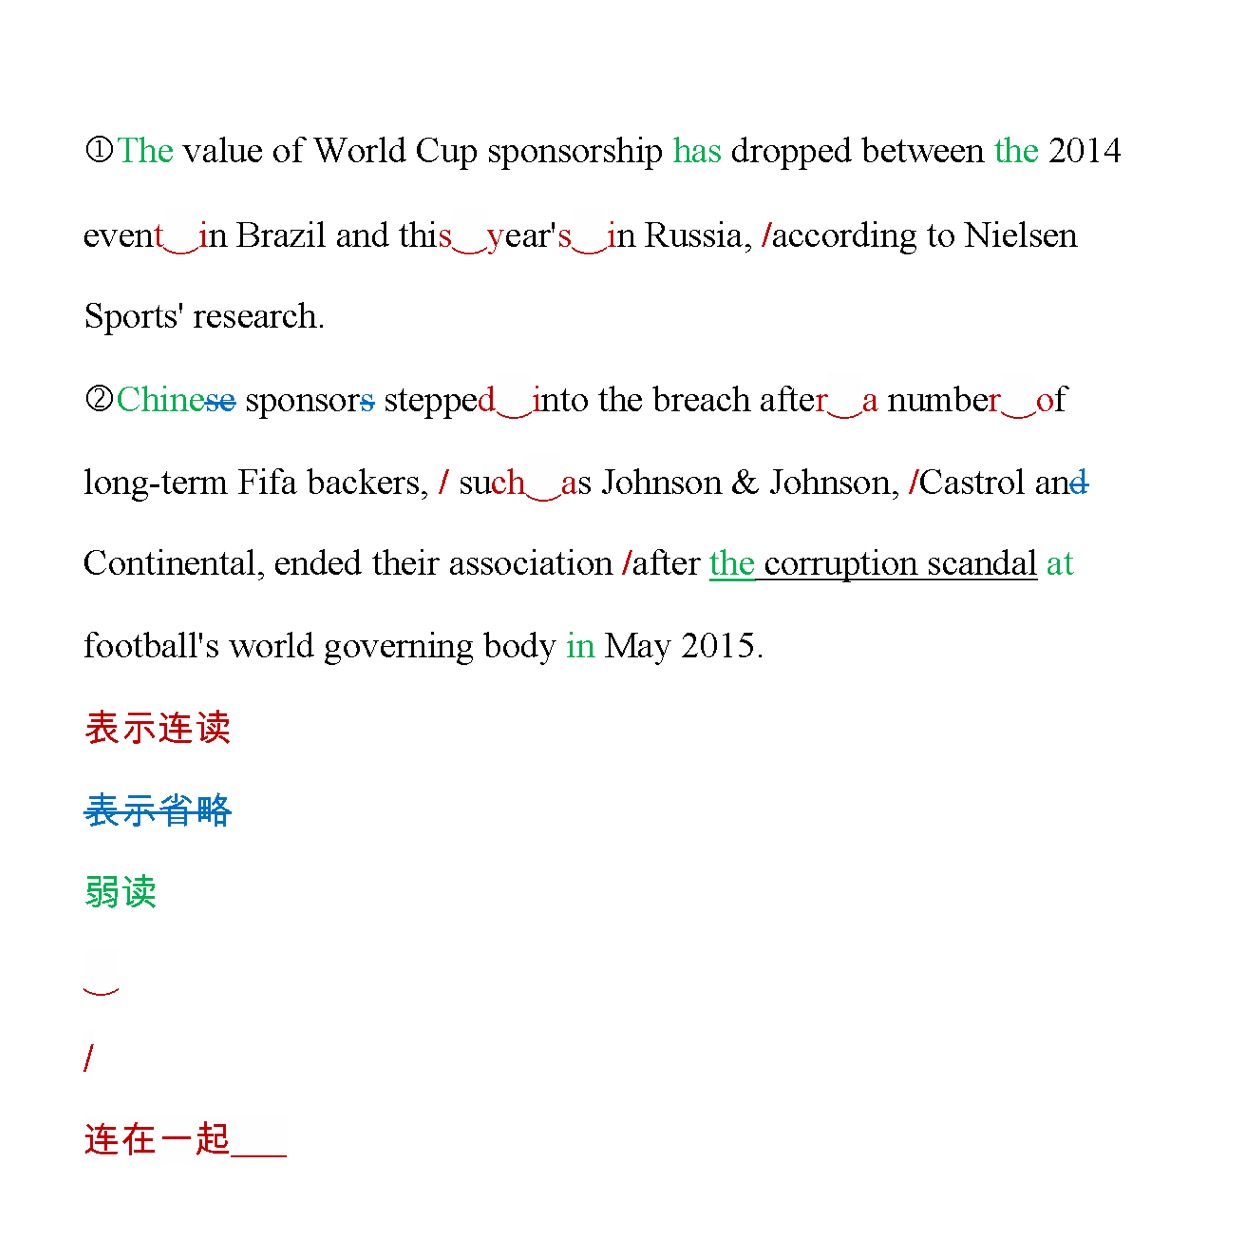 ①The value of World Cup sponsorship has dropped between the 2014
event‿in Brazil and this‿year's‿in Russia, /according to Nielsen
Sports' research.
②Chinese sponsors stepped‿into the breach after‿a number‿of
long-term Fifa backers, / such‿as Johnson & Johnson, /Castrol and
Continental, ended their association /after the corruption scandal at
football's world governing body in May 2015.
表示连读
表示省略
弱读
‿
/
连在一起___